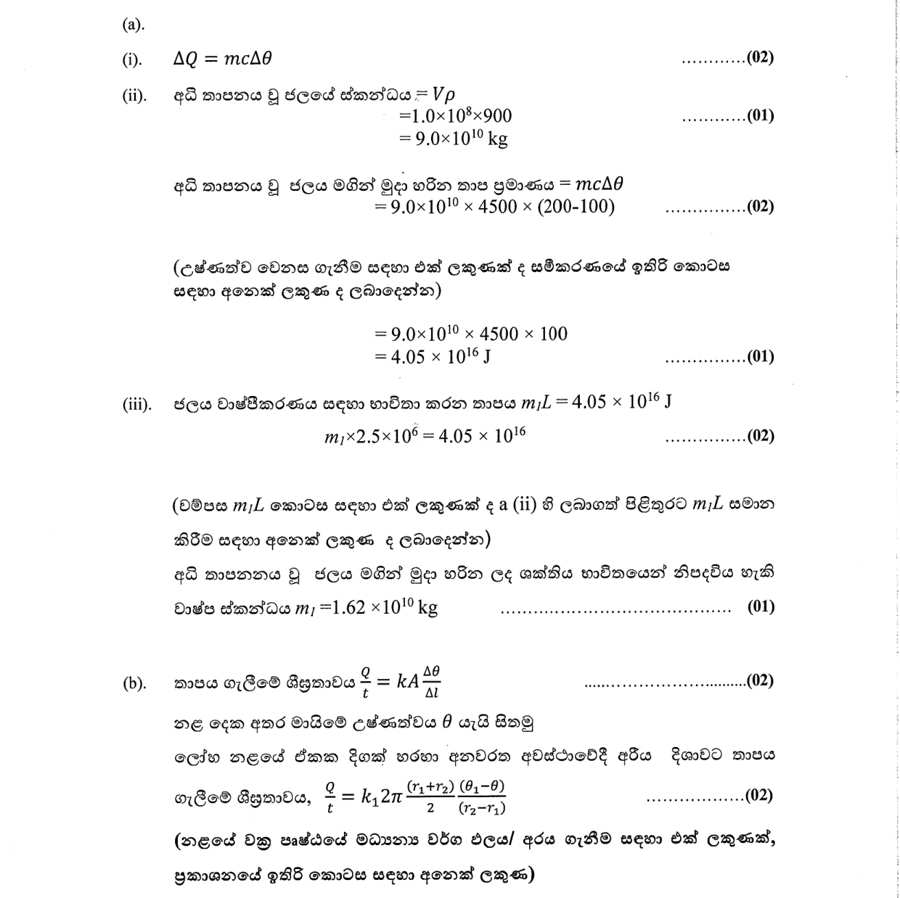 (a).
(i). ΔQ = mcΔθ ............(02)
(ii). අධි තාපනය වූ ජලයේ ස්කන්ධය = Vρ
=1.0×10⁸×900 ............(01)
= 9.0×10¹⁰ kg
අධි තාපනය වූ ජලය මගින් මුදා හරින තාප ප්‍රමාණය = mcΔθ
= 9.0×10¹⁰ × 4500 × (200-100) ...............(02)
(උෂ්ණත්ව වෙනස ගැනීම සඳහා එක් ලකුණක් ද සමීකරණයේ ඉතිරි කොටස
සඳහා අනෙක් ලකුණ ද ලබාදෙන්න)
= 9.0×10¹⁰ × 4500 × 100
= 4.05 × 10¹⁶ J ...............(01)
(iii). ජලය වාෂ්පීකරණය සඳහා භාවිතා කරන තාපය m₁L = 4.05 × 10¹⁶ J
m₁×2.5×10⁶ = 4.05 × 10¹⁶ ...............(02)
(වම්පස m₁L කොටස සඳහා එක් ලකුණක් ද a (ii) හි ලබාගත් පිළිතුරට m₁L සමාන
කිරීම සඳහා අනෙක් ලකුණ ද ලබාදෙන්න)
අධි තාපනනය වූ ජලය මගින් මුදා හරින ලද ශක්තිය භාවිතයෙන් නිපදවිය හැකි
වාෂ්ප ස්කන්ධය m₁ =1.62 ×10¹⁰ kg .......................................... (01)
(b). තාපය ගැලීමේ ශීඝ්‍රතාවය Q/t = kA Δθ/Δl ..............................(02)
නළ දෙක අතර මායිමේ උෂ්ණත්වය θ යැයි සිතමු
ලෝහ නළයේ ඒකක දිගක් හරහා අනවරත අවස්ථාවේදී අරීය දිශාවට තාපය
ගැලීමේ ශීඝ්‍රතාවය, Q/t = k₁2π (r₁+r₂)/2 (θ₁−θ)/(r₂−r₁) ..................(02)
(නළයේ වක්‍ර පෘෂ්ඨයේ මධ්‍යන්‍ය වර්ග ඵලය/ අරය ගැනීම සඳහා එක් ලකුණක්,
ප්‍රකාශනයේ ඉතිරි කොටස සඳහා අනෙක් ලකුණ)